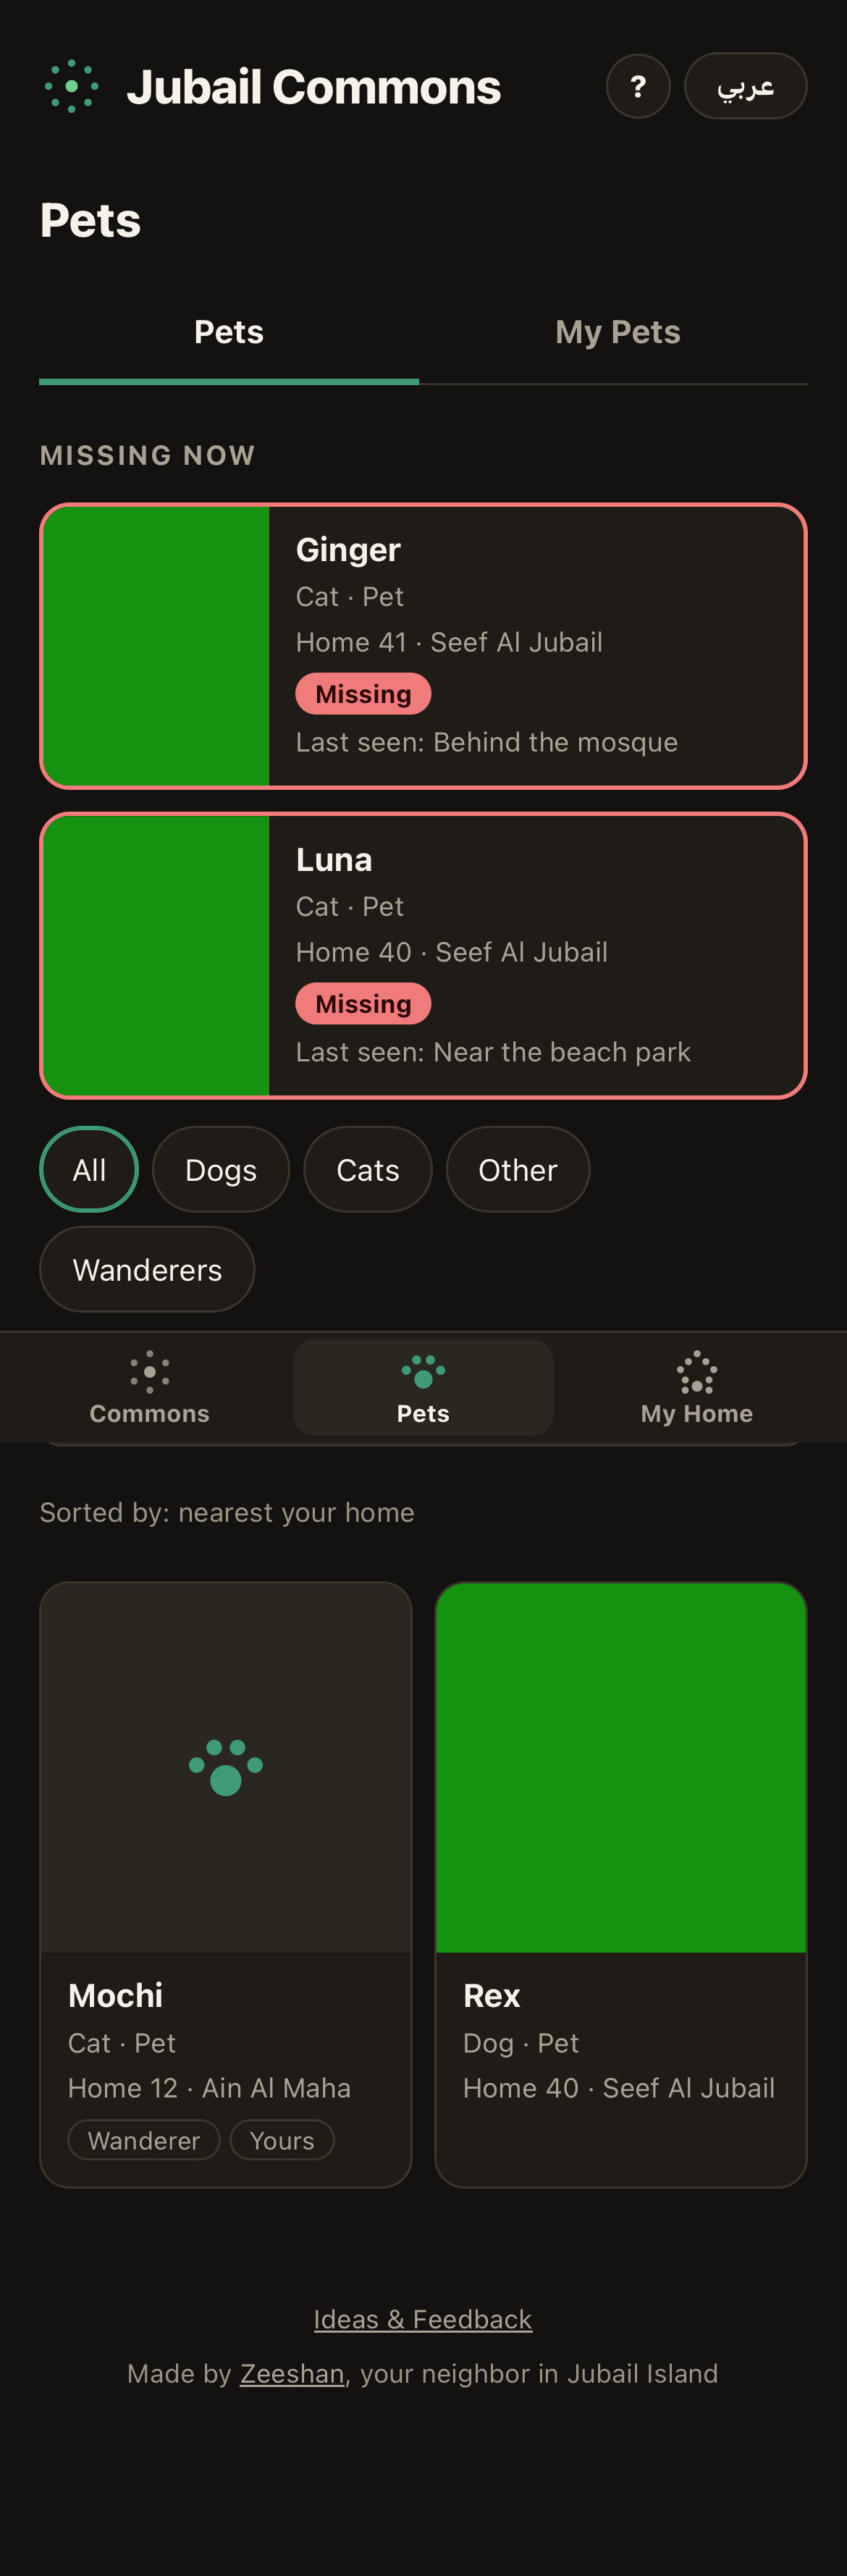 Jubail Commons
?
عربي
Pets
Pets
My Pets
MISSING NOW
Ginger
Cat · Pet
Home 41 · Seef Al Jubail
Missing
Last seen: Behind the mosque
Luna
Cat · Pet
Home 40 · Seef Al Jubail
Missing
Last seen: Near the beach park
All
Dogs
Cats
Other
Wanderers
Commons
Pets
My Home
Sorted by: nearest your home
Mochi
Cat · Pet
Home 12 · Ain Al Maha
Wanderer
Yours
Rex
Dog · Pet
Home 40 · Seef Al Jubail
Ideas & Feedback
Made by Zeeshan, your neighbor in Jubail Island